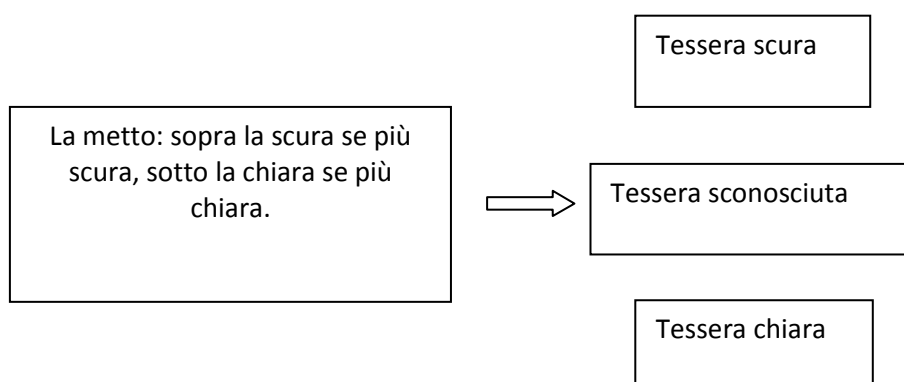 Tessera scura
La metto: sopra la scura se più
scura, sotto la chiara se più
chiara.
Tessera sconosciuta
Tessera chiara